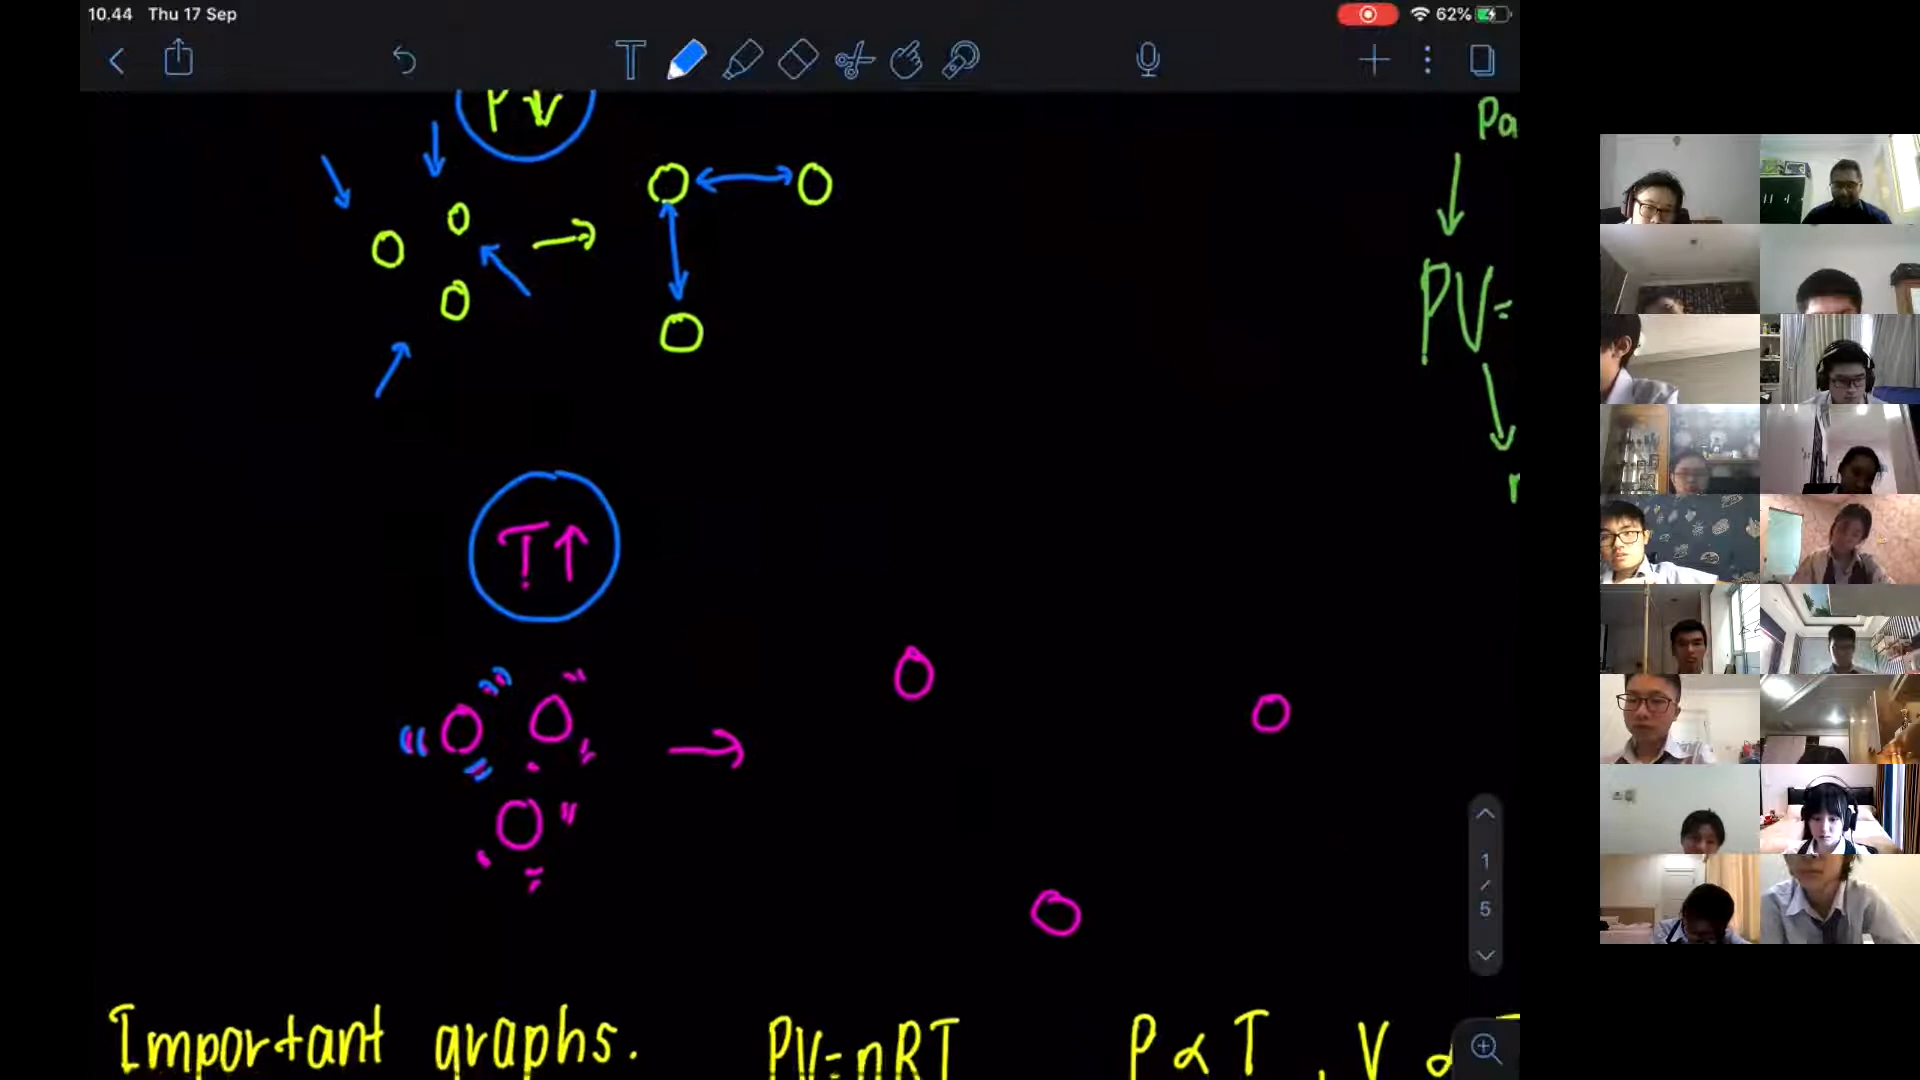 10.44 Thu 17 Sep
62%
T
PV
Pa
PV=
T↑
1
/
5
Important graphs. PV=nRT P∝T, V